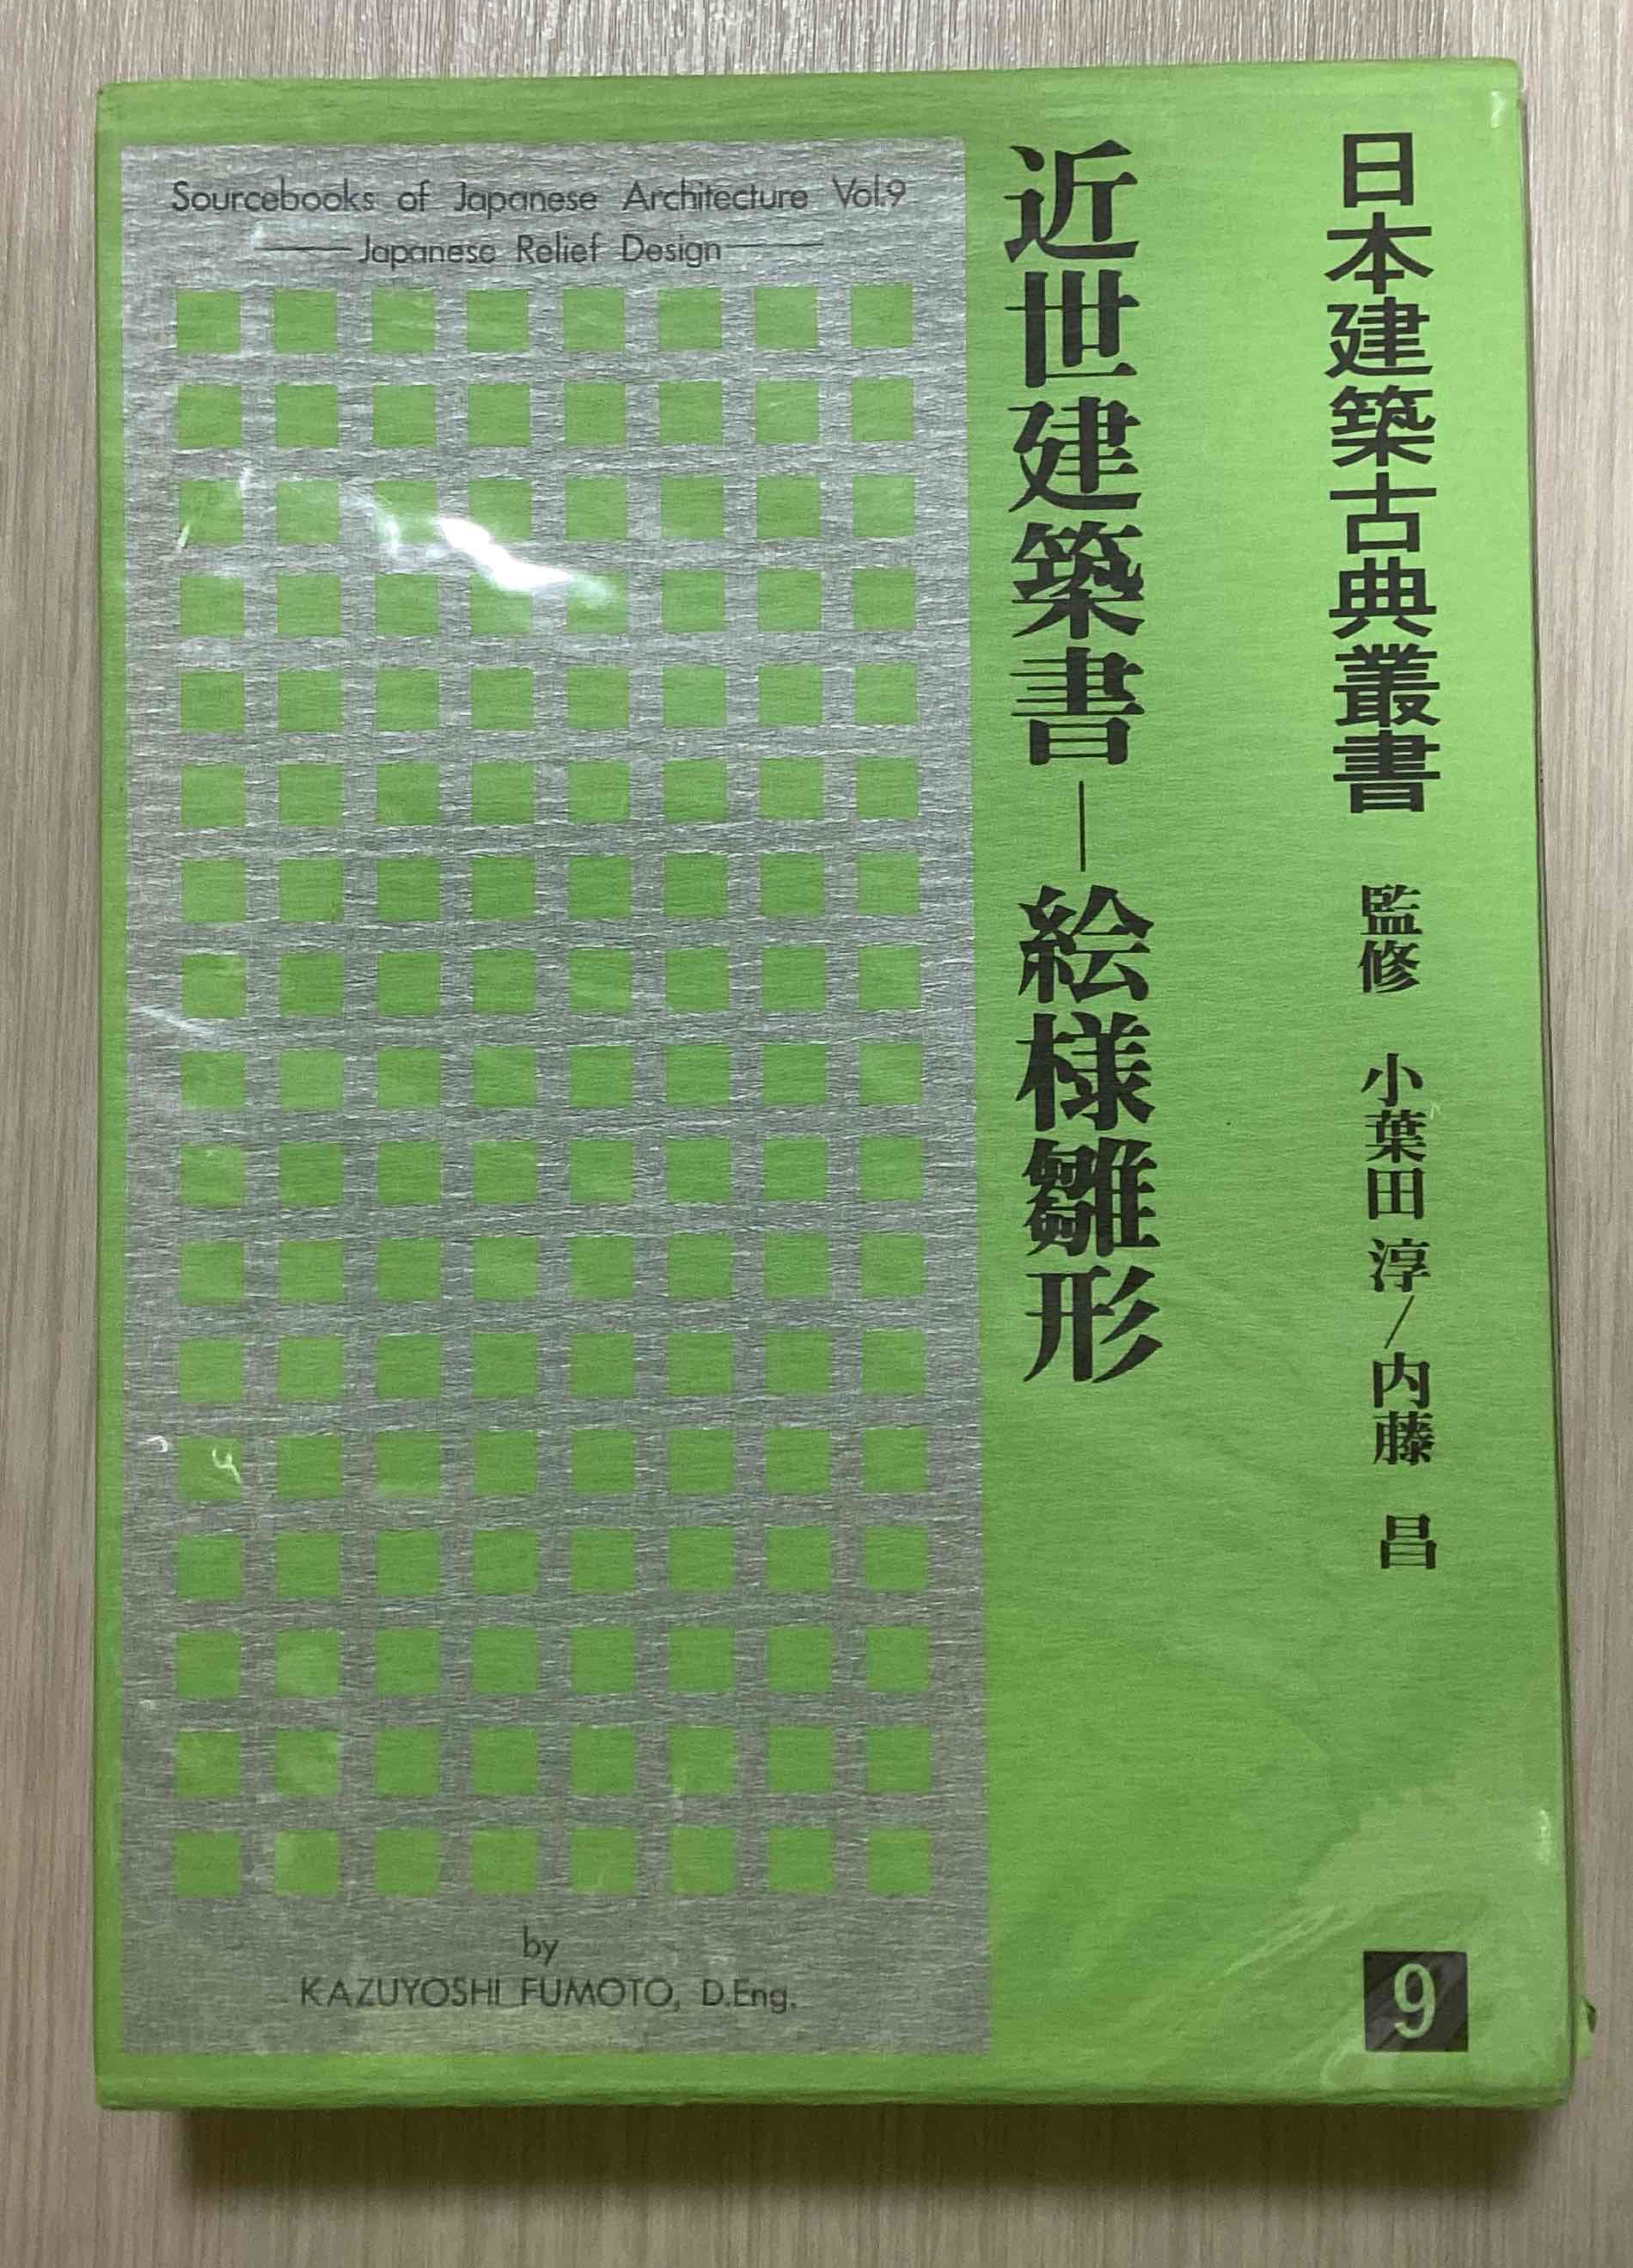 日本建築古典叢書 監修 小葉田 淳/内藤 昌
近世建築書—絵様雛形
Sourcebooks of Japanese Architecture Vol.9
Japanese Relief Design
by
KAZUYOSHI FUMOTO, D.Eng.
9